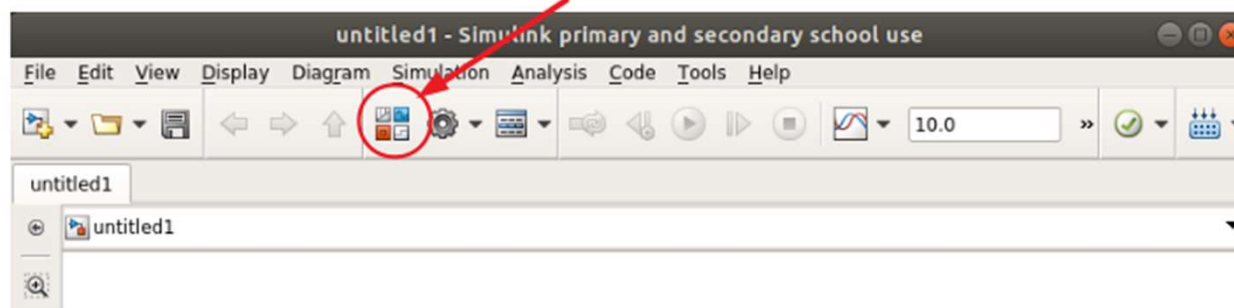 untitled1 - Simulink primary and secondary school use
File Edit View Display Diagram Simulation Analysis Code Tools Help
10.0 »
untitled1
untitled1